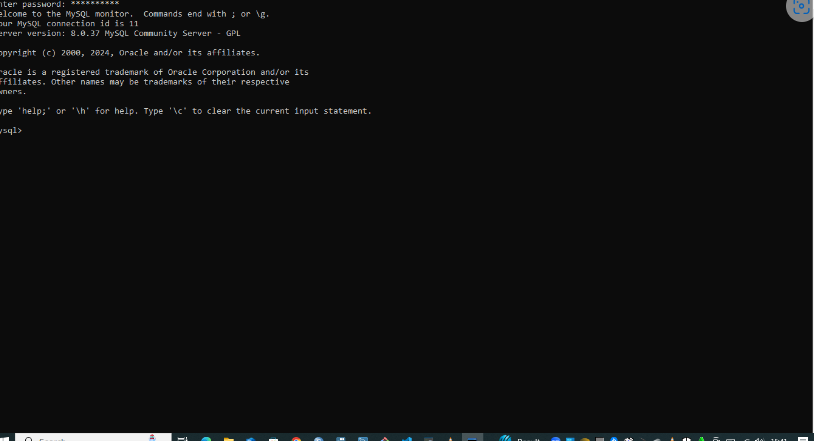 nter password: **********
elcome to the MySQL monitor.  Commands end with ; or \g.
our MySQL connection id is 11
erver version: 8.0.37 MySQL Community Server - GPL
opyright (c) 2000, 2024, Oracle and/or its affiliates.
racle is a registered trademark of Oracle Corporation and/or its
ffiliates. Other names may be trademarks of their respective
wners.
ype 'help;' or '\h' for help. Type '\c' to clear the current input statement.
ysql>